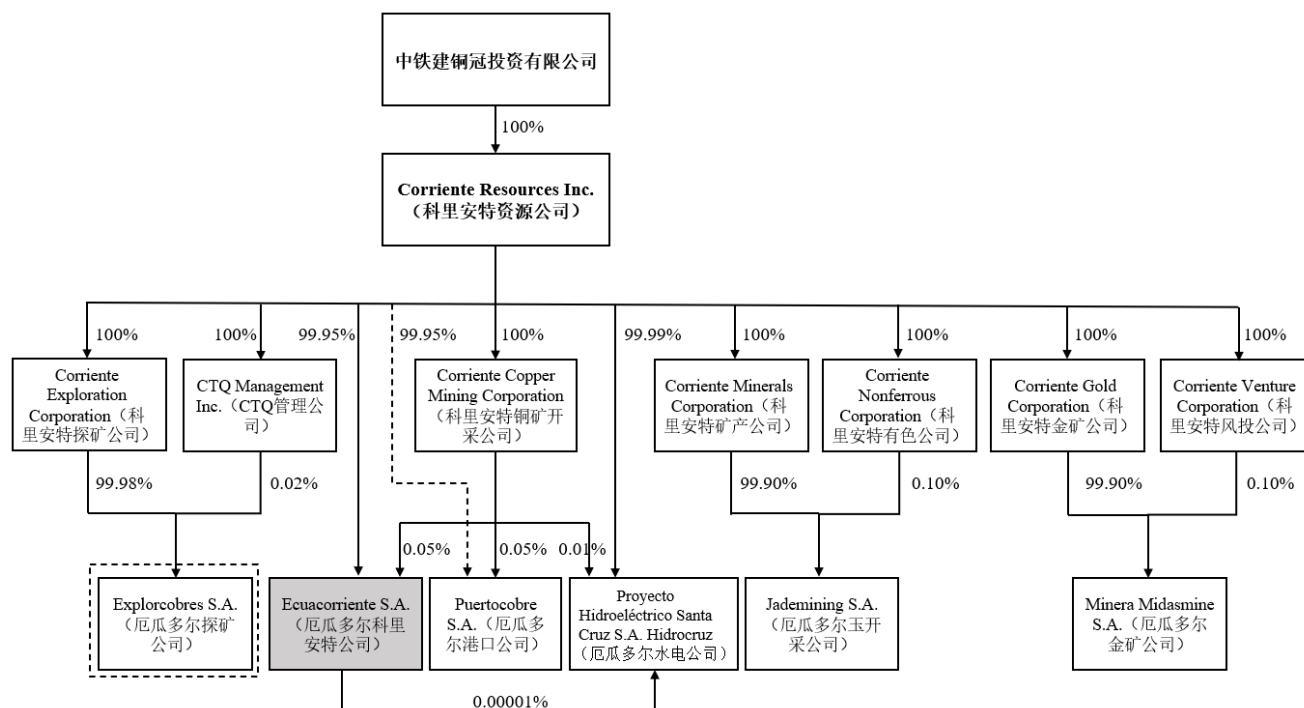 中铁建铜冠投资有限公司
100%
Corriente Resources Inc.
（科里安特资源公司）
100%
100%
99.95%
99.95%
100%
99.99%
100%
100%
100%
100%
Corriente
Exploration
Corporation（科
里安特探矿公司）
CTQ Management
Inc.（CTQ管理公
司）
Corriente Copper
Mining Corporation
（科里安特铜矿开
采公司）
Corriente Minerals
Corporation（科
里安特矿产公司）
Corriente
Nonferrous
Corporation（科
里安特有色公司）
Corriente Gold
Corporation（科
里安特金矿公司）
Corriente Venture
Corporation（科
里安特风投公司）
99.98%
0.02%
99.90%
0.10%
99.90%
0.10%
0.05%
0.05%
0.01%
Explorcobres S.A.
（厄瓜多尔探矿
公司）
Ecuacorriente S.A.
（厄瓜多尔科里
安特公司）
Puertocobre
S.A.（厄瓜多
尔港口公司）
Proyecto
Hidroeléctrico Santa
Cruz S.A. Hidrocruz
（厄瓜多尔水电公司）
Jademining S.A.
（厄瓜多尔玉开
采公司）
Minera Midasmine
S.A.（厄瓜多尔
金矿公司）
0.00001%